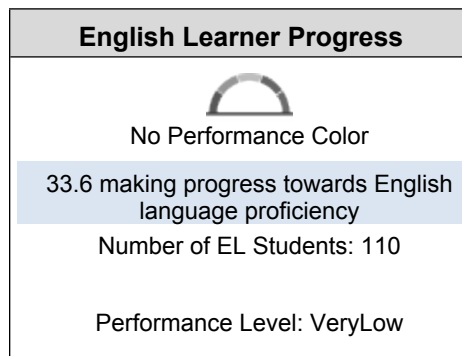 English Learner Progress
No Performance Color
33.6 making progress towards English
language proficiency
Number of EL Students: 110
Performance Level: VeryLow